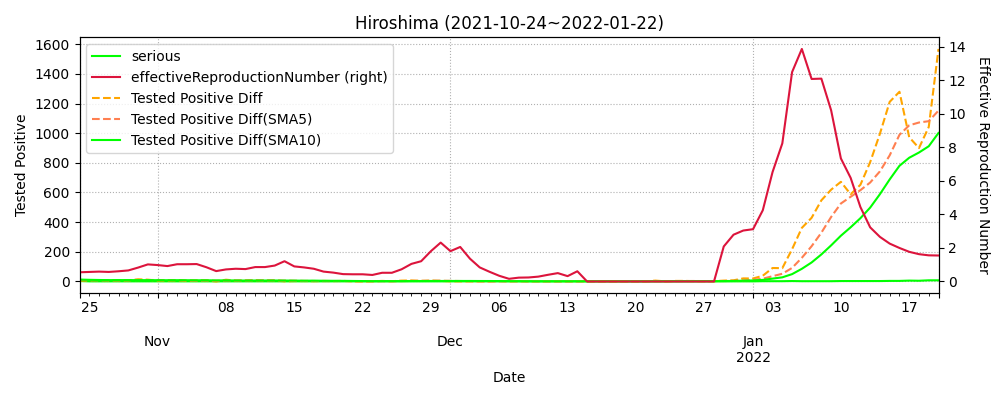 Hiroshima (2021-10-24~2022-01-22)
serious
effectiveReproductionNumber (right)
Tested Positive Diff
Tested Positive Diff(SMA5)
Tested Positive Diff(SMA10)
Tested Positive
1600
1400
1200
1000
800
600
400
200
0
14
12
10
8
6
4
2
0
Effective Reproduction Number
25 08 15 22 29 06 13 20 27 03 10 17
Nov Dec Jan
2022
Date